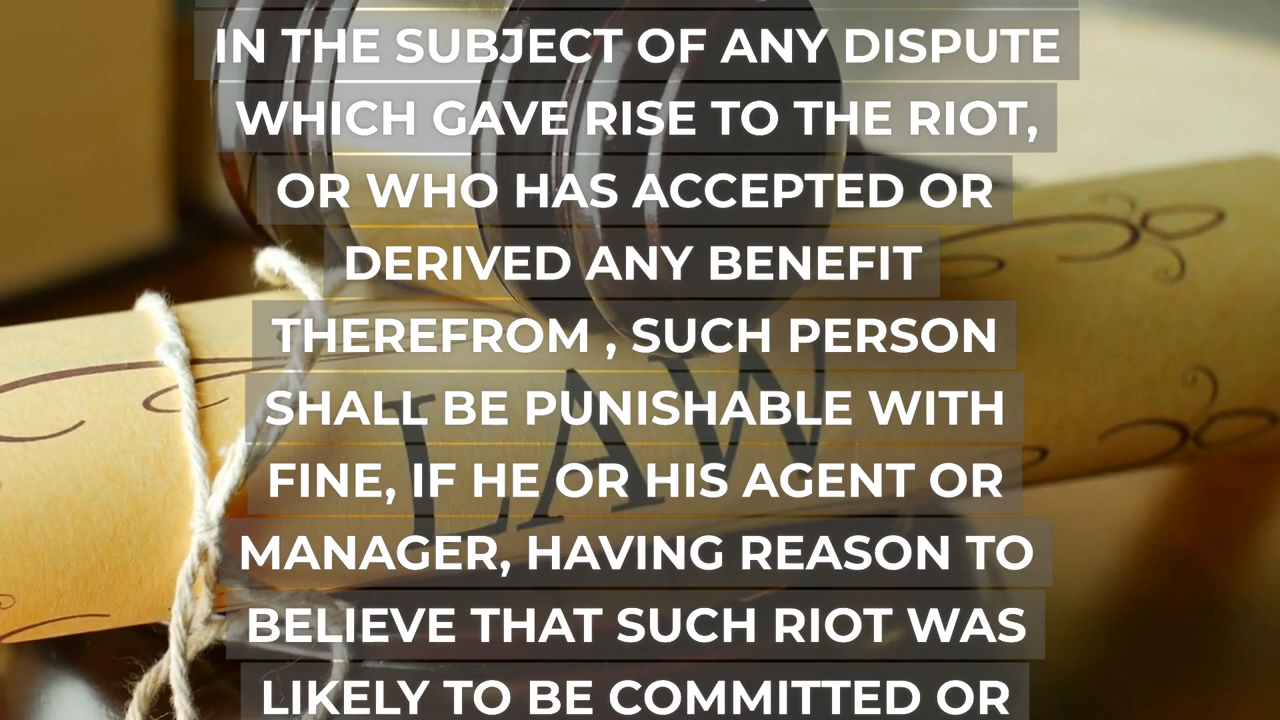 IN THE SUBJECT OF ANY DISPUTE
WHICH GAVE RISE TO THE RIOT,
OR WHO HAS ACCEPTED OR
DERIVED ANY BENEFIT
THEREFROM , SUCH PERSON
SHALL BE PUNISHABLE WITH
FINE, IF HE OR HIS AGENT OR
MANAGER, HAVING REASON TO
BELIEVE THAT SUCH RIOT WAS
LIKELY TO BE COMMITTED OR
LAW